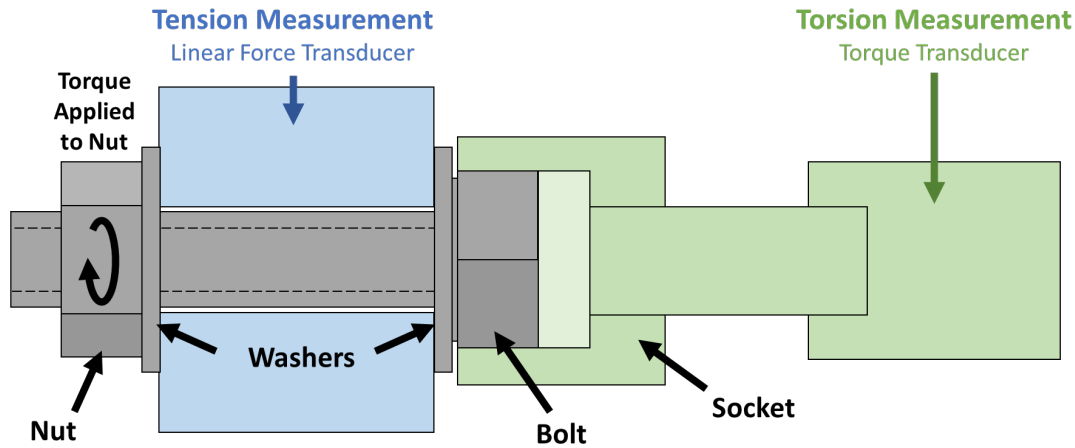 Tension Measurement
Linear Force Transducer
Torsion Measurement
Torque Transducer
Torque
Applied
to Nut
Washers
Nut
Bolt
Socket